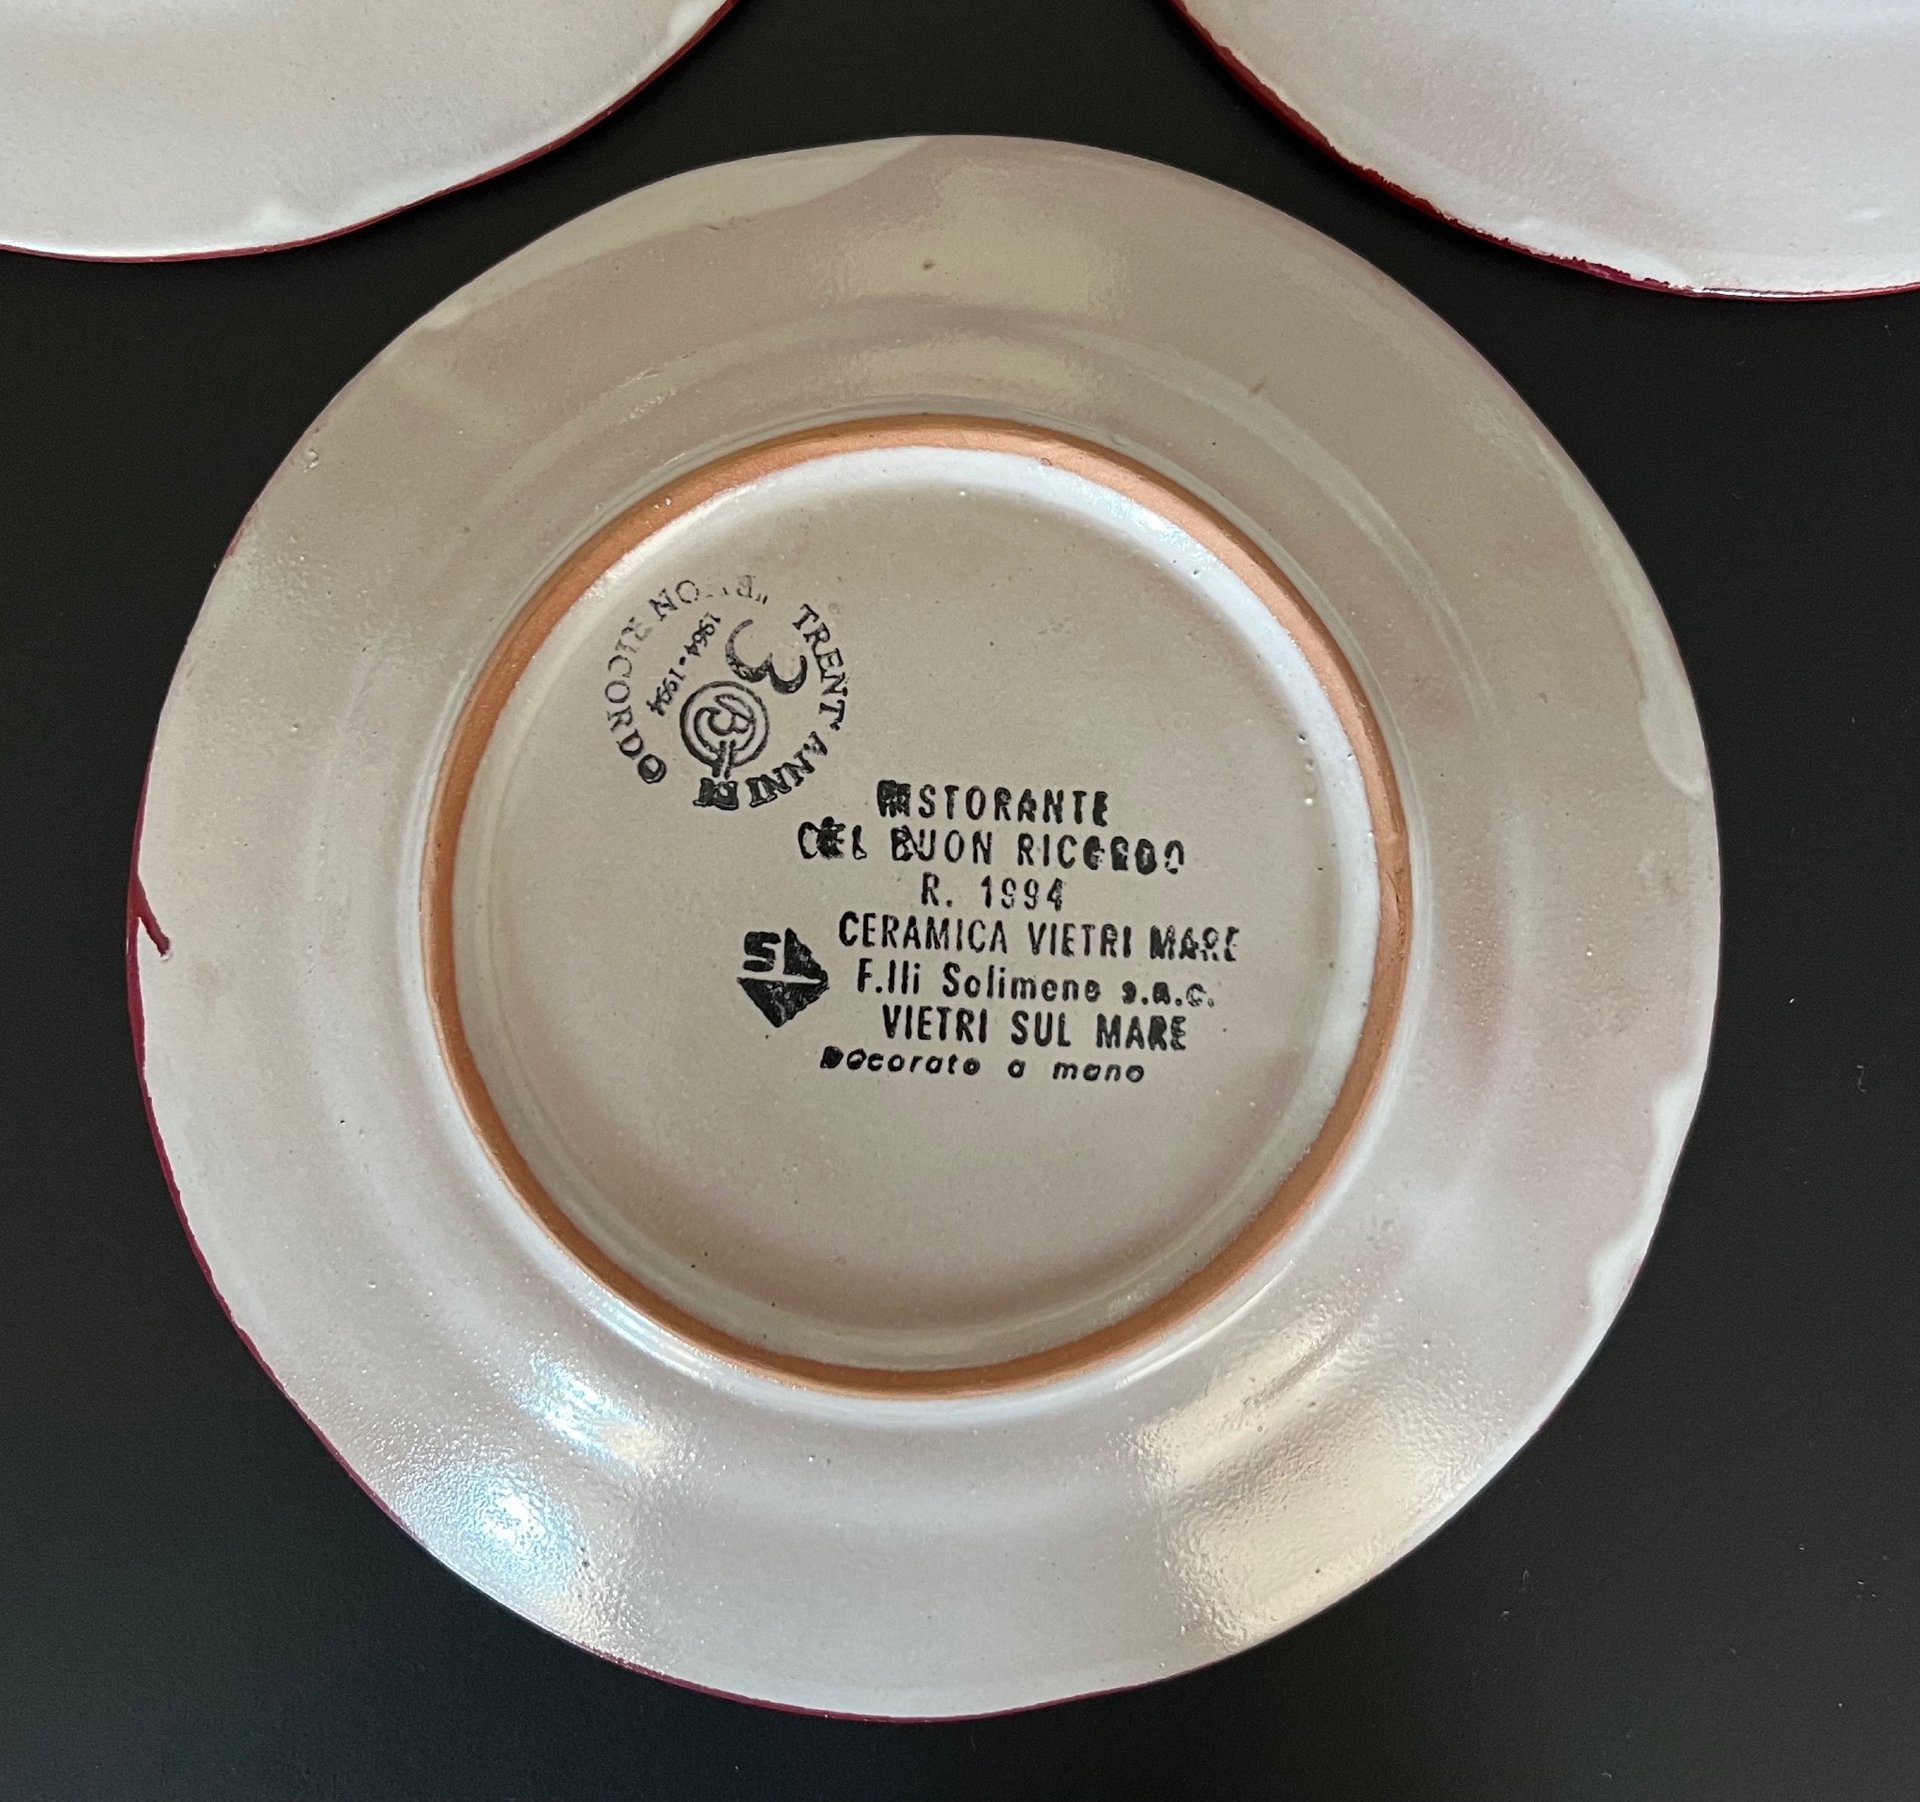 TRENT'ANNI DI BUON RICORDO
1964·1994
RISTORANTE
DEL BUON RICORDO
R. 1994
CERAMICA VIETRI MARE
F.lli Solimene s.n.c.
VIETRI SUL MARE
Decorato a mano